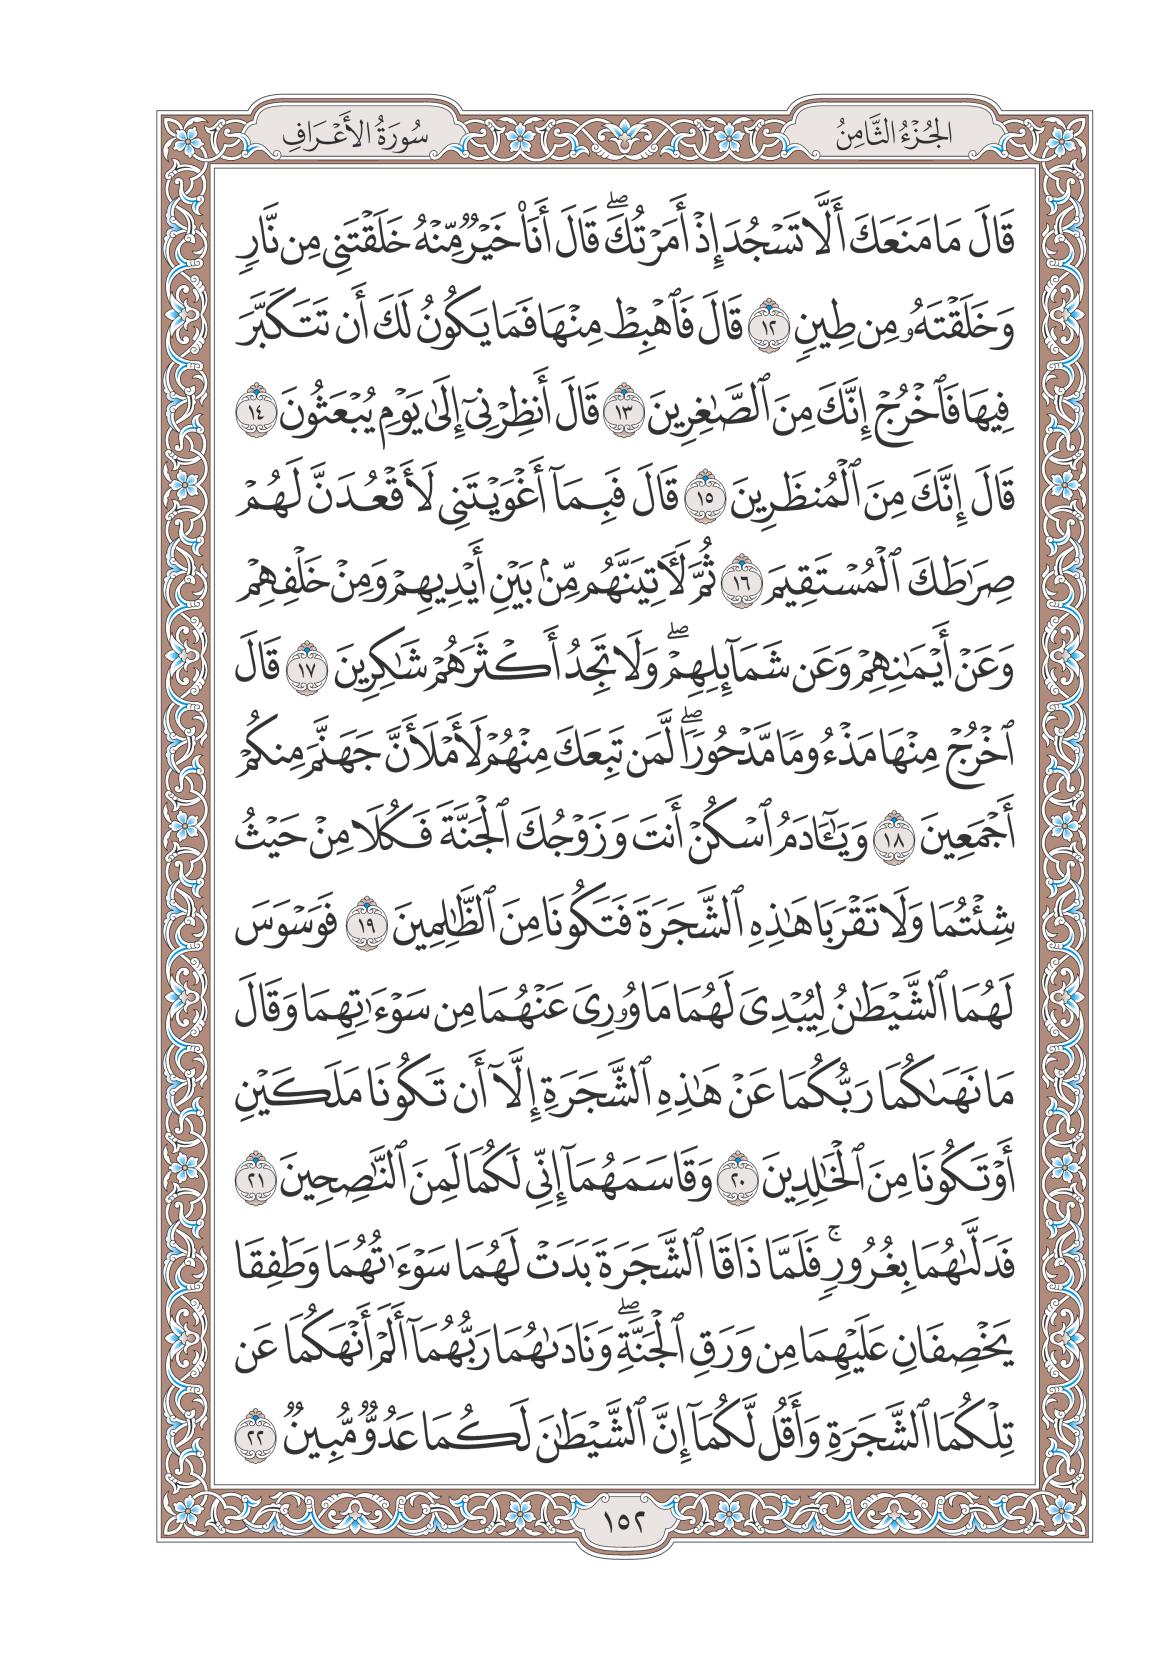 الجُزْءُ الثَّامِنُ
سُورَةُ الأَعْرَافِ
قَالَ مَا مَنَعَكَ أَلَّا تَسْجُدَ إِذْ أَمَرْتُكَ ۖ قَالَ أَنَا۠ خَيْرٌ مِّنْهُ خَلَقْتَنِى مِن نَّارٍ
وَخَلَقْتَهُۥ مِن طِينٍ ١٢ قَالَ فَٱهْبِطْ مِنْهَا فَمَا يَكُونُ لَكَ أَن تَتَكَبَّرَ
فِيهَا فَٱخْرُجْ إِنَّكَ مِنَ ٱلصَّٰغِرِينَ ١٣ قَالَ أَنظِرْنِىٓ إِلَىٰ يَوْمِ يُبْعَثُونَ ١٤
قَالَ إِنَّكَ مِنَ ٱلْمُنظَرِينَ ١٥ قَالَ فَبِمَآ أَغْوَيْتَنِى لَأَقْعُدَنَّ لَهُمْ
صِرَٰطَكَ ٱلْمُسْتَقِيمَ ١٦ ثُمَّ لَـَٔاتِيَنَّهُم مِّنۢ بَيْنِ أَيْدِيهِمْ وَمِنْ خَلْفِهِمْ
وَعَنْ أَيْمَٰنِهِمْ وَعَن شَمَآئِلِهِمْ ۖ وَلَا تَجِدُ أَكْثَرَهُمْ شَٰكِرِينَ ١٧ قَالَ
ٱخْرُجْ مِنْهَا مَذْءُومًا مَّدْحُورًا ۖ لَّمَن تَبِعَكَ مِنْهُمْ لَأَمْلَأَنَّ جَهَنَّمَ مِنكُمْ
أَجْمَعِينَ ١٨ وَيَٰٓـَٔادَمُ ٱسْكُنْ أَنتَ وَزَوْجُكَ ٱلْجَنَّةَ فَكُلَا مِنْ حَيْثُ
شِئْتُمَا وَلَا تَقْرَبَا هَٰذِهِ ٱلشَّجَرَةَ فَتَكُونَا مِنَ ٱلظَّٰلِمِينَ ١٩ فَوَسْوَسَ
لَهُمَا ٱلشَّيْطَٰنُ لِيُبْدِىَ لَهُمَا مَا وُۥرِىَ عَنْهُمَا مِن سَوْءَٰتِهِمَا وَقَالَ
مَا نَهَىٰكُمَا رَبُّكُمَا عَنْ هَٰذِهِ ٱلشَّجَرَةِ إِلَّآ أَن تَكُونَا مَلَكَيْنِ
أَوْ تَكُونَا مِنَ ٱلْخَٰلِدِينَ ٢٠ وَقَاسَمَهُمَآ إِنِّى لَكُمَا لَمِنَ ٱلنَّٰصِحِينَ ٢١
فَدَلَّىٰهُمَا بِغُرُورٍ ۚ فَلَمَّا ذَاقَا ٱلشَّجَرَةَ بَدَتْ لَهُمَا سَوْءَٰتُهُمَا وَطَفِقَا
يَخْصِفَانِ عَلَيْهِمَا مِن وَرَقِ ٱلْجَنَّةِ ۖ وَنَادَىٰهُمَا رَبُّهُمَآ أَلَمْ أَنْهَكُمَا عَن
تِلْكُمَا ٱلشَّجَرَةِ وَأَقُل لَّكُمَآ إِنَّ ٱلشَّيْطَٰنَ لَكُمَا عَدُوٌّ مُّبِينٌ ٢٢
١٥٢